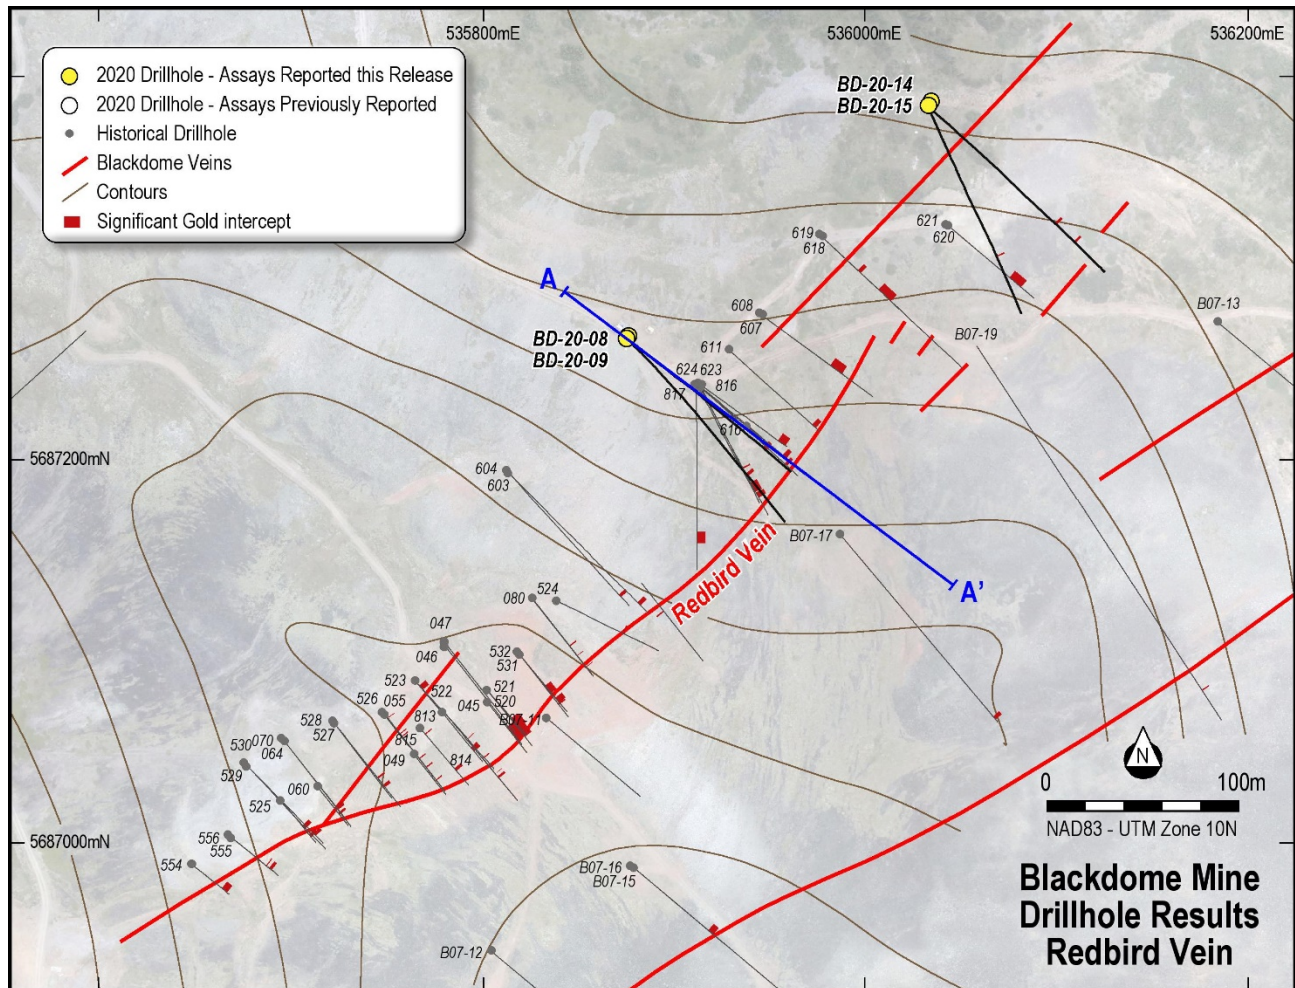 535800mE
536000mE
536200mE
2020 Drillhole - Assays Reported this Release
2020 Drillhole - Assays Previously Reported
Historical Drillhole
Blackdome Veins
Contours
Significant Gold intercept
BD-20-14
BD-20-15
619
618
621
620
A
608
607
B07-13
BD-20-08
BD-20-09
611
B07-19
624
623
817
816
616
5687200mN
604
603
B07-17
Redbird Vein
A'
080
524
047
046
532
531
523
522
521
520
045
526
055
813
B07-11
528
527
815
814
049
070
064
530
529
060
525
N
0
100m
NAD83 - UTM Zone 10N
5687000mN
556
555
554
B07-16
B07-15
B07-12
Blackdome Mine
Drillhole Results
Redbird Vein